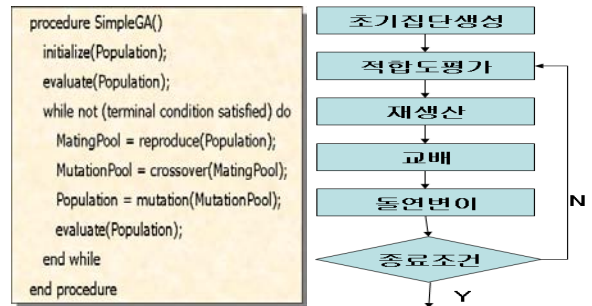 procedure SimpleGA()
initialize(Population);
evaluate(Population);
while not (terminal condition satisfied) do
MatingPool = reproduce(Population);
MutationPool = crossover(MatingPool);
Population = mutation(MutationPool);
evaluate(Population);
end while
end procedure
초기집단생성
적합도평가
재생산
교배
돌연변이
종료조건
N
Y